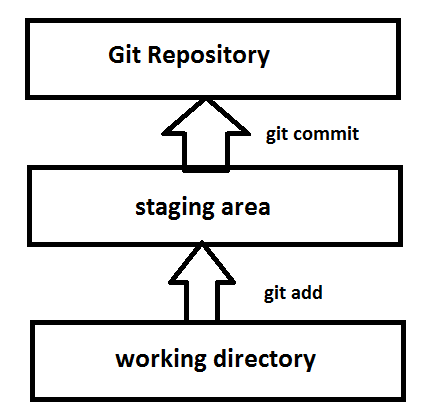 Git Repository
git commit
staging area
git add
working directory